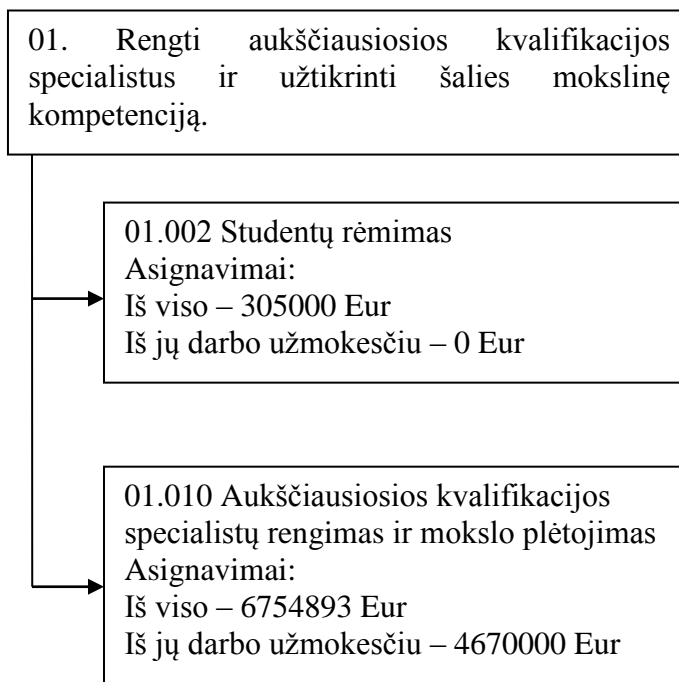 01. Rengti aukščiausiosios kvalifikacijos
specialistus ir užtikrinti šalies mokslinę
kompetenciją.
01.002 Studentų rėmimas
Asignavimai:
Iš viso – 305000 Eur
Iš jų darbo užmokesčiu – 0 Eur
01.010 Aukščiausiosios kvalifikacijos
specialistų rengimas ir mokslo plėtojimas
Asignavimai:
Iš viso – 6754893 Eur
Iš jų darbo užmokesčiu – 4670000 Eur